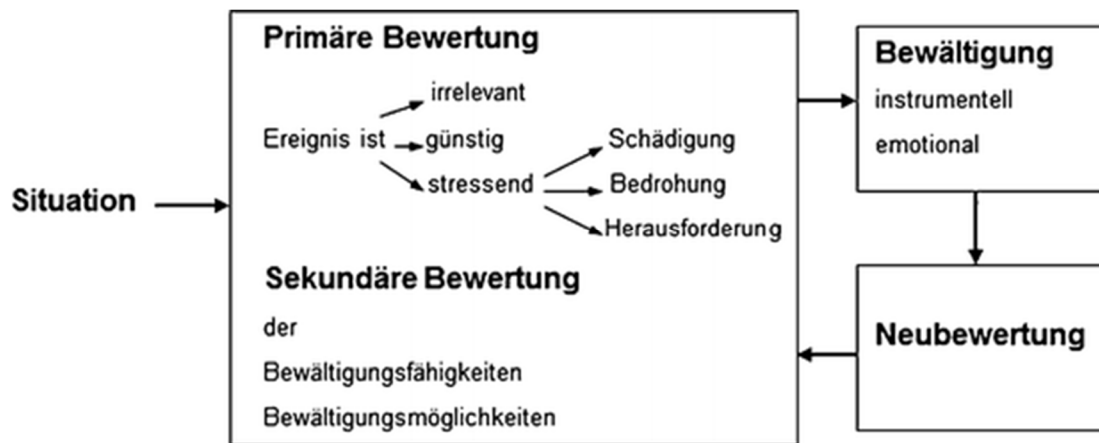 Situation
Primäre Bewertung
irrelevant
Ereignis ist
günstig
stressend
Schädigung
Bedrohung
Herausforderung
Sekundäre Bewertung
der
Bewältigungsfähigkeiten
Bewältigungsmöglichkeiten
Bewältigung
instrumentell
emotional
Neubewertung